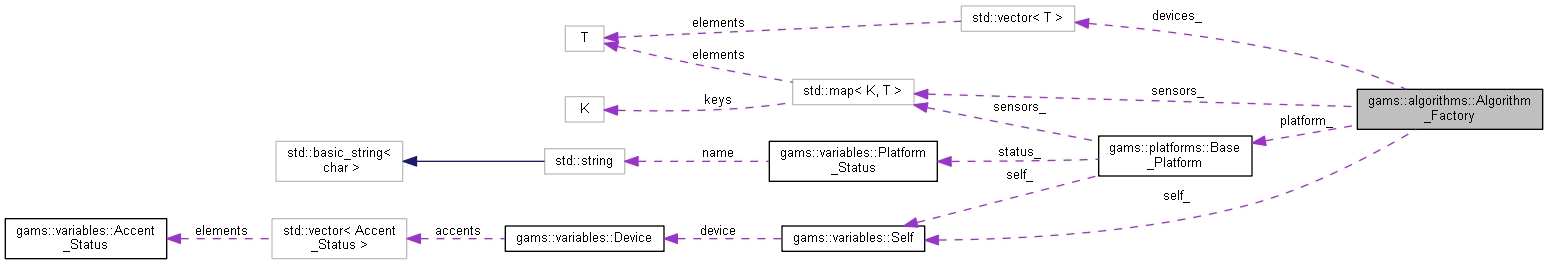 devices_
std::vector< T >
elements
T
elements
sensors_
gams::algorithms::Algorithm
_Factory
std::map< K, T >
keys
K
sensors_
platform_
gams::platforms::Base
_Platform
status_
gams::variables::Platform
_Status
name
std::string
std::basic_string<
char >
self_
self_
gams::variables::Self
device
gams::variables::Device
accents
std::vector< Accent
_Status >
elements
gams::variables::Accent
_Status